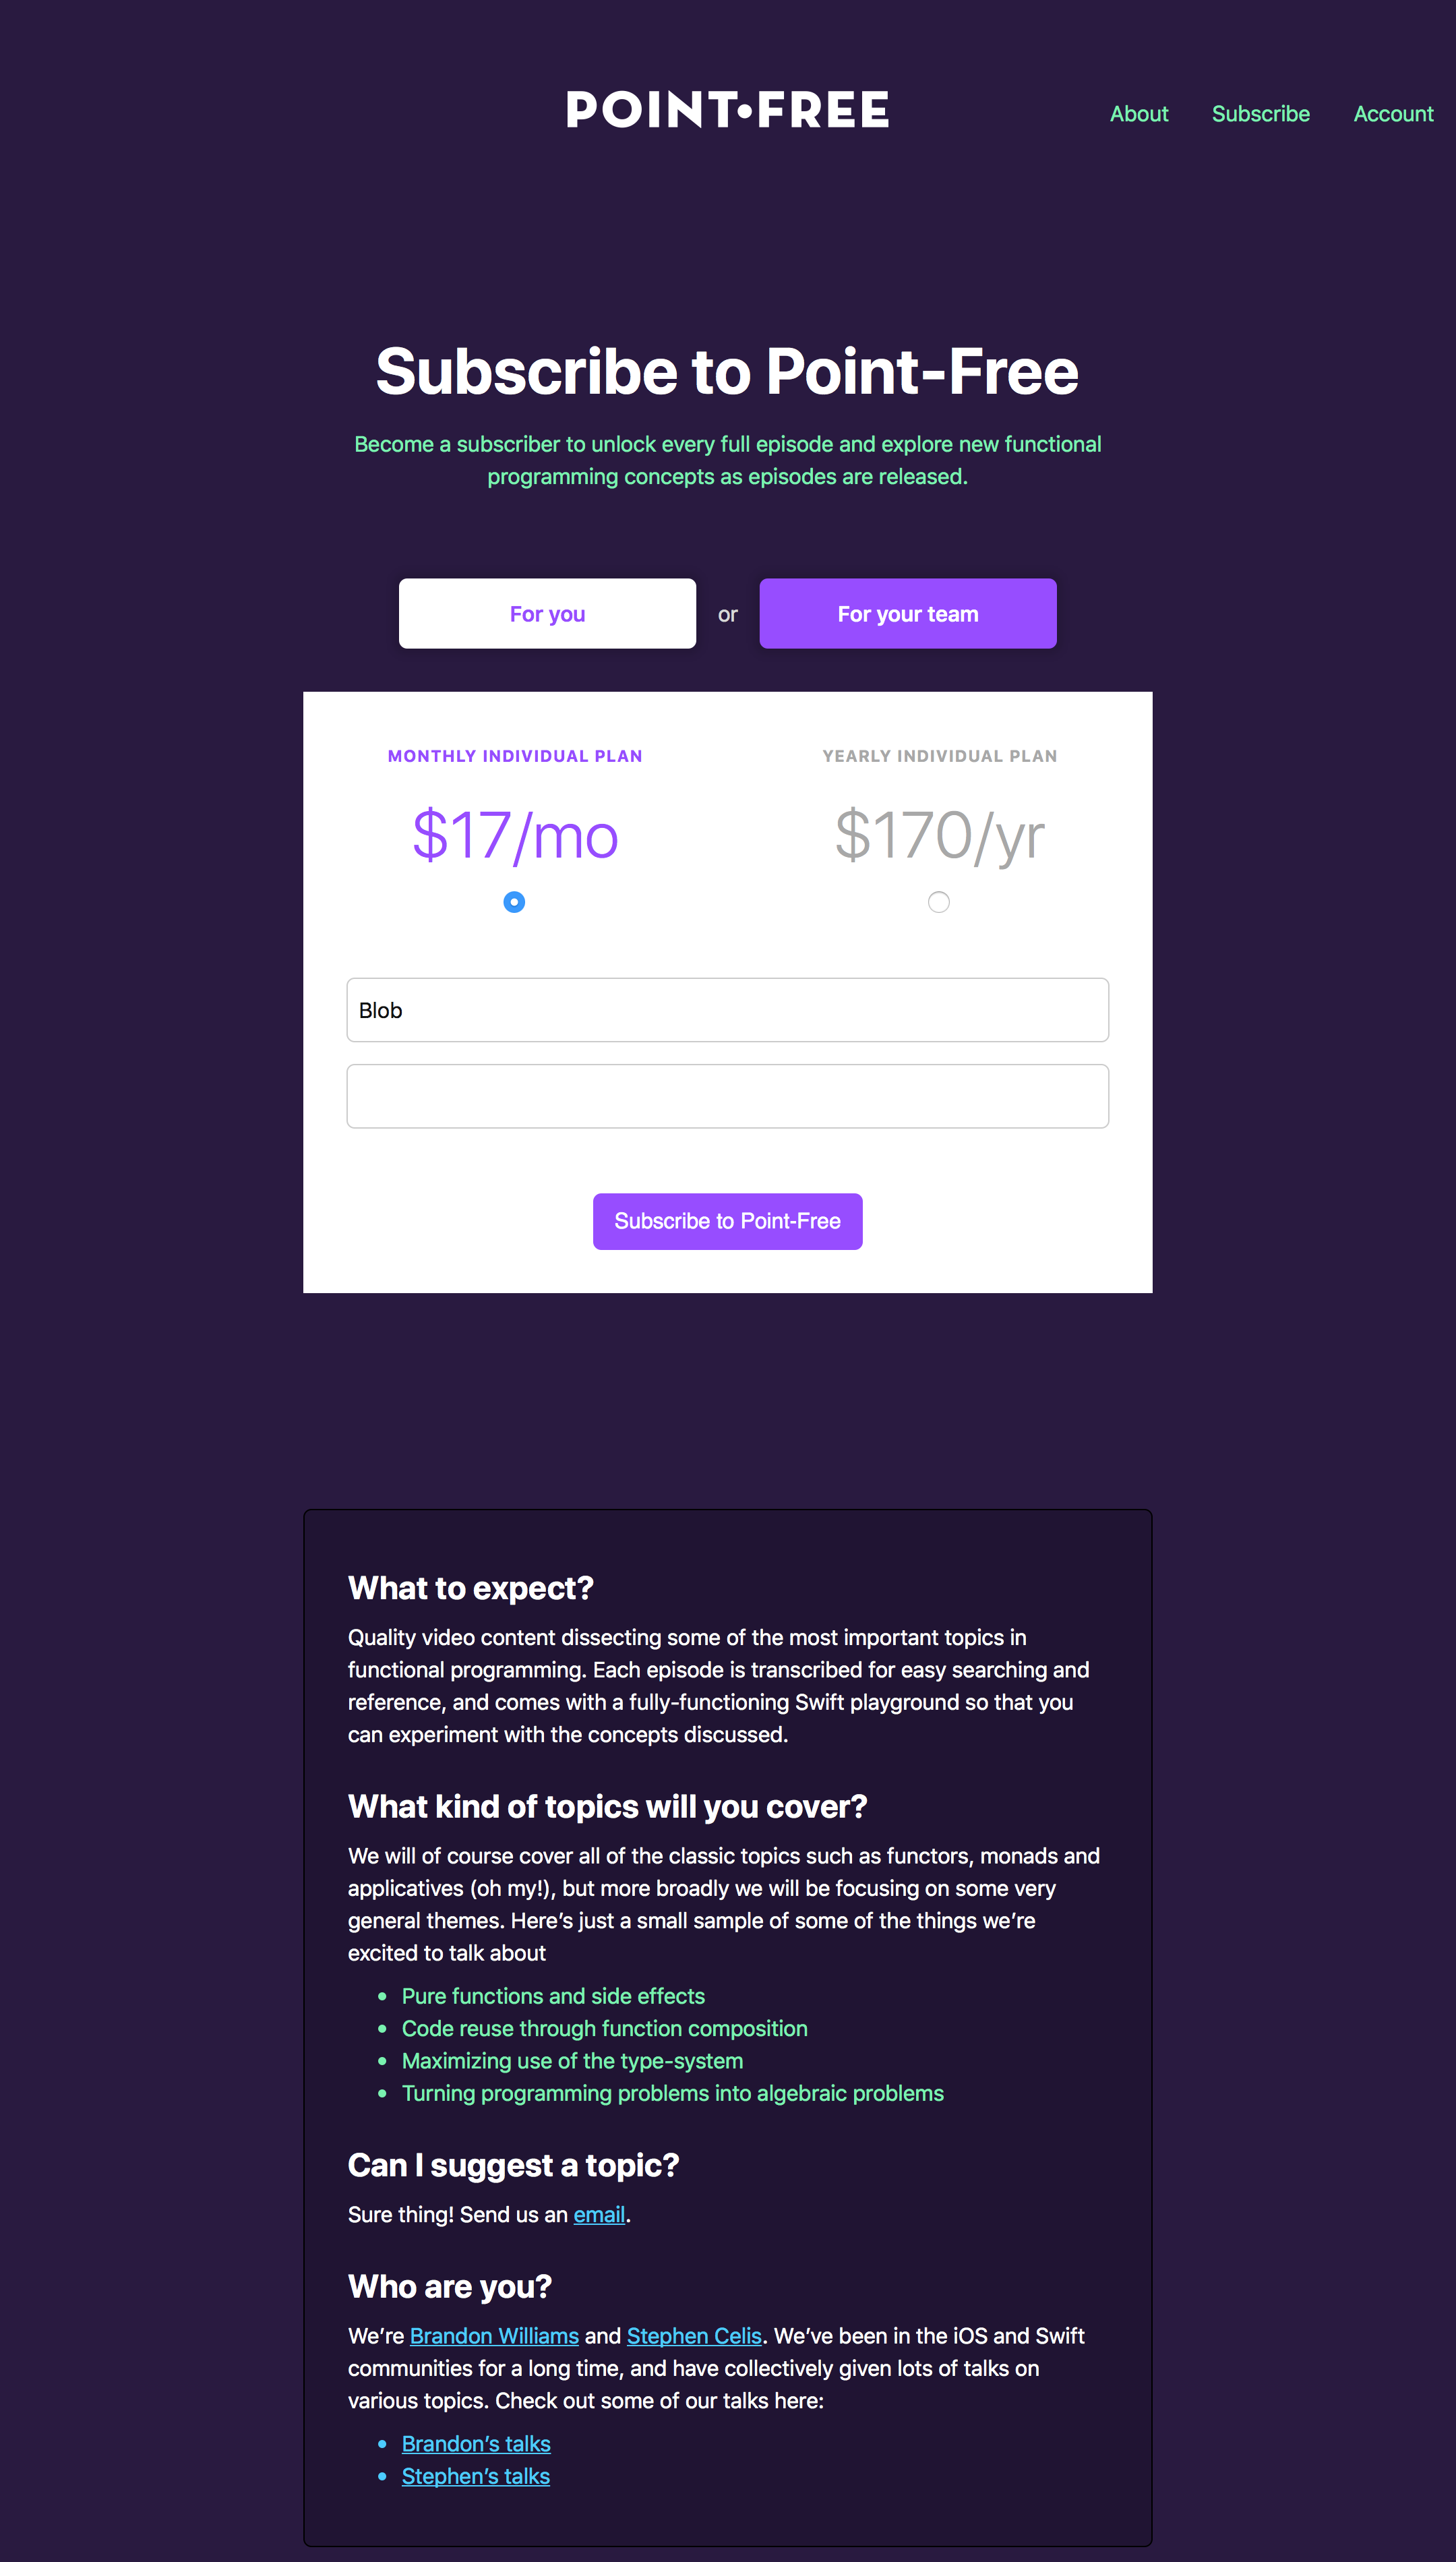 POINT•FREE
About Subscribe Account
Subscribe to Point-Free
Become a subscriber to unlock every full episode and explore new functional
programming concepts as episodes are released.
For you or For your team
MONTHLY INDIVIDUAL PLAN
$17/mo
YEARLY INDIVIDUAL PLAN
$170/yr
Blob
Subscribe to Point-Free
What to expect?
Quality video content dissecting some of the most important topics in
functional programming. Each episode is transcribed for easy searching and
reference, and comes with a fully-functioning Swift playground so that you
can experiment with the concepts discussed.
What kind of topics will you cover?
We will of course cover all of the classic topics such as functors, monads and
applicatives (oh my!), but more broadly we will be focusing on some very
general themes. Here’s just a small sample of some of the things we’re
excited to talk about
• Pure functions and side effects
• Code reuse through function composition
• Maximizing use of the type-system
• Turning programming problems into algebraic problems
Can I suggest a topic?
Sure thing! Send us an email.
Who are you?
We’re Brandon Williams and Stephen Celis. We’ve been in the iOS and Swift
communities for a long time, and have collectively given lots of talks on
various topics. Check out some of our talks here:
• Brandon’s talks
• Stephen’s talks